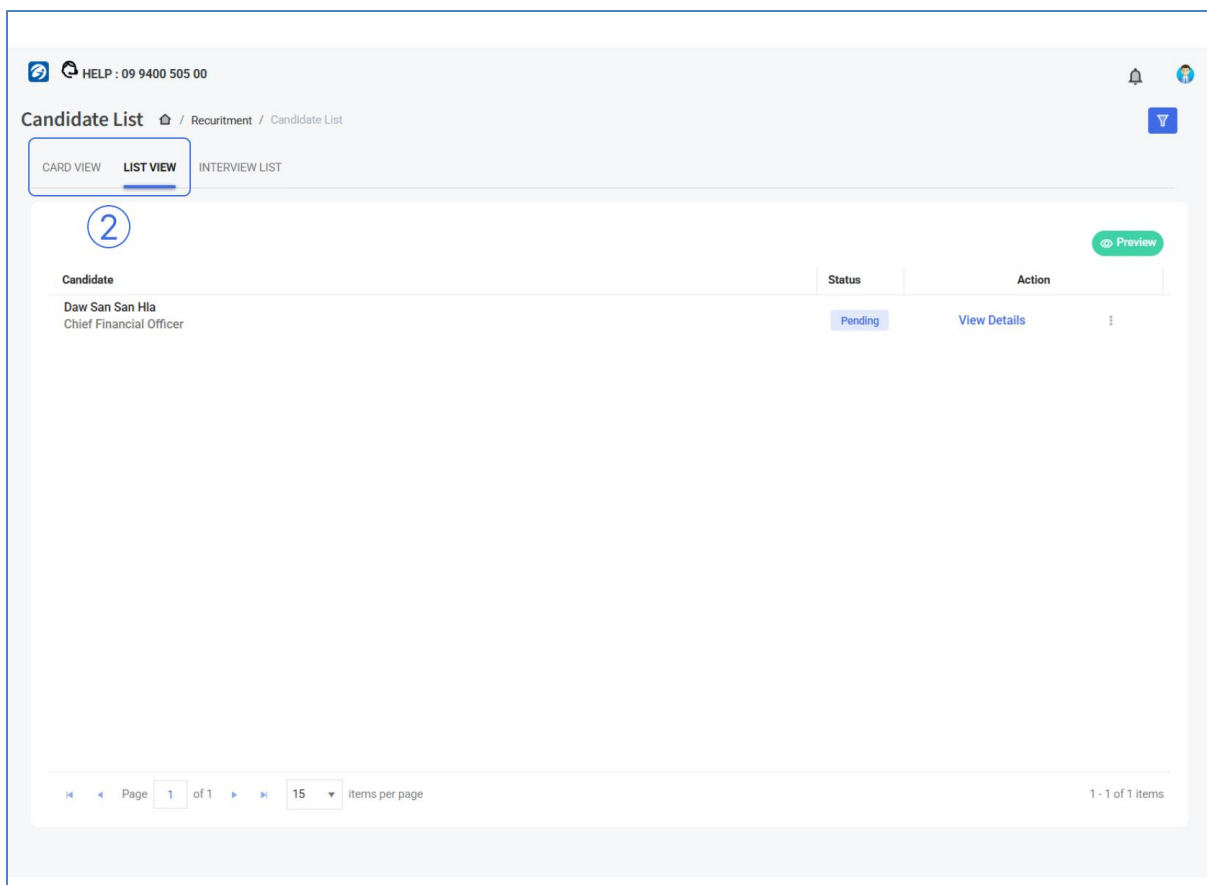 HELP : 09 9400 505 00
Candidate List / Recuritment / Candidate List
CARD VIEW LIST VIEW INTERVIEW LIST
2
Preview
Candidate Status Action
Daw San San Hla
Chief Financial Officer
Pending View Details
Page 1 of 1 15 items per page 1 - 1 of 1 items